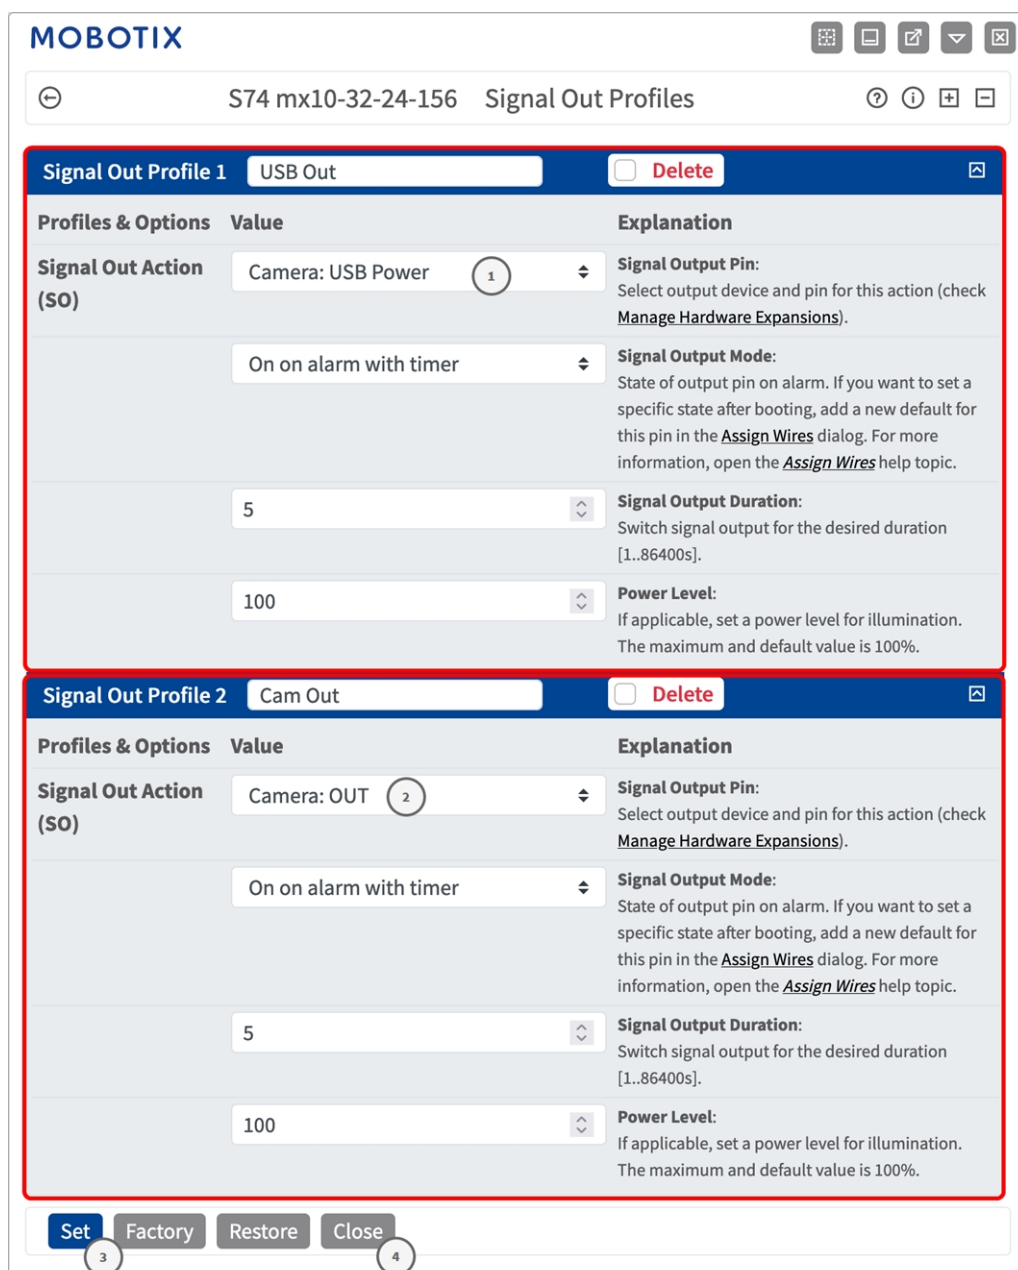 MOBOTIX
S74 mx10-32-24-156 Signal Out Profiles
Signal Out Profile 1 USB Out Delete
Profiles & Options Value Explanation
Signal Out Action
(SO)
Camera: USB Power 1
Signal Output Pin:
Select output device and pin for this action (check
Manage Hardware Expansions).
On on alarm with timer
Signal Output Mode:
State of output pin on alarm. If you want to set a
specific state after booting, add a new default for
this pin in the Assign Wires dialog. For more
information, open the Assign Wires help topic.
5
Signal Output Duration:
Switch signal output for the desired duration
[1..86400s].
100
Power Level:
If applicable, set a power level for illumination.
The maximum and default value is 100%.
Signal Out Profile 2 Cam Out Delete
Profiles & Options Value Explanation
Signal Out Action
(SO)
Camera: OUT 2
Signal Output Pin:
Select output device and pin for this action (check
Manage Hardware Expansions).
On on alarm with timer
Signal Output Mode:
State of output pin on alarm. If you want to set a
specific state after booting, add a new default for
this pin in the Assign Wires dialog. For more
information, open the Assign Wires help topic.
5
Signal Output Duration:
Switch signal output for the desired duration
[1..86400s].
100
Power Level:
If applicable, set a power level for illumination.
The maximum and default value is 100%.
Set Factory Restore Close
3 4